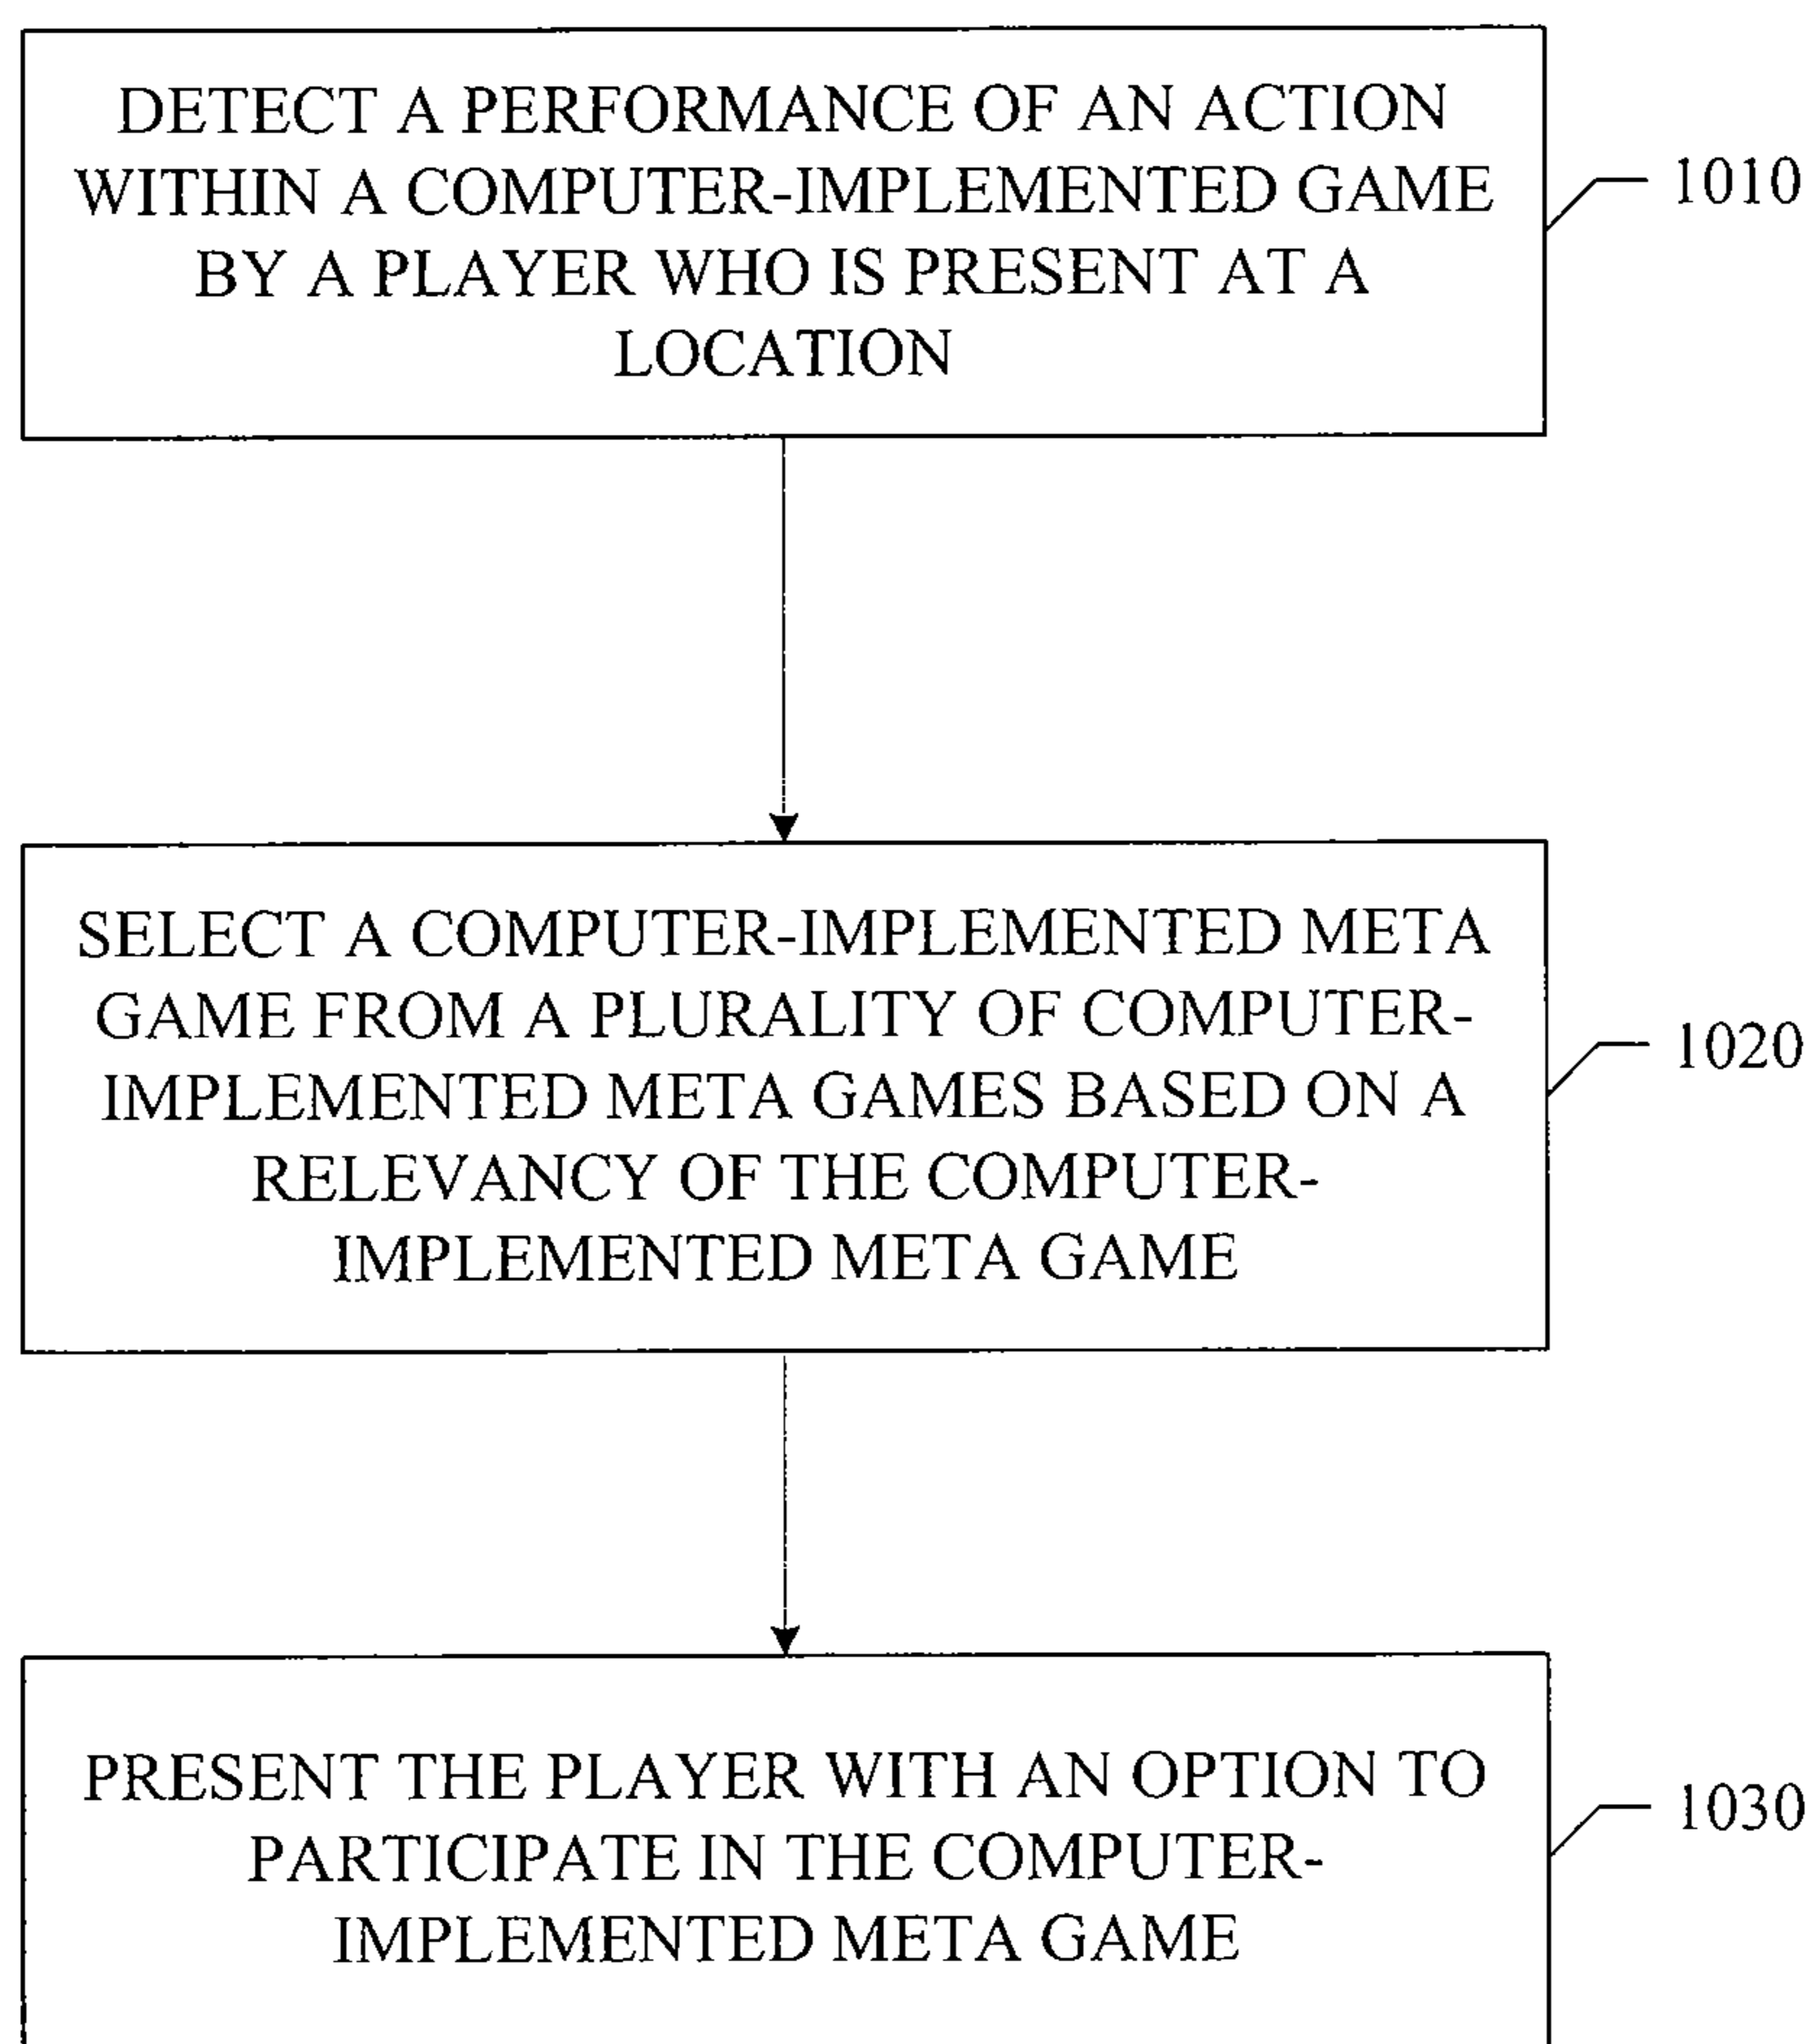 DETECT A PERFORMANCE OF AN ACTION
WITHIN A COMPUTER-IMPLEMENTED GAME
BY A PLAYER WHO IS PRESENT AT A
LOCATION
1010
SELECT A COMPUTER-IMPLEMENTED META
GAME FROM A PLURALITY OF COMPUTER-
IMPLEMENTED META GAMES BASED ON A
RELEVANCY OF THE COMPUTER-
IMPLEMENTED META GAME
1020
PRESENT THE PLAYER WITH AN OPTION TO
PARTICIPATE IN THE COMPUTER-
IMPLEMENTED META GAME
1030